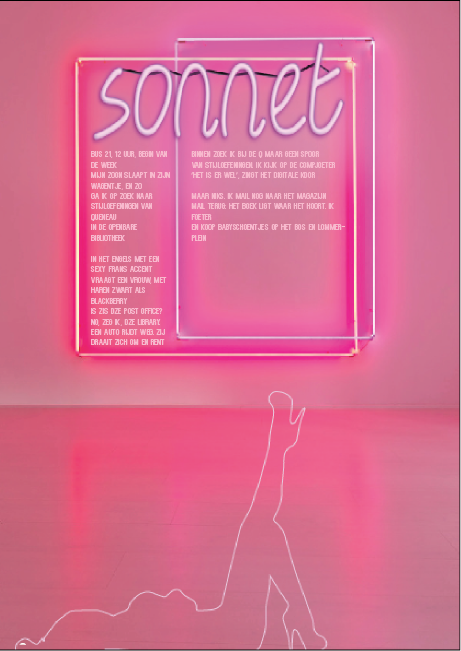 sonnet
BUS 21, 12 UUR, BEGIN VAN
DE WEEK
MIJN ZOON SLAAPT IN ZIJN
WAGENTJE, EN ZO
GA IK OP ZOEK NAAR
STIJLOEFENINGEN VAN
QUENEAU
IN DE OPENBARE
BIBLIOTHEEK
IN HET ENGELS MET EEN
SEXY FRANS ACCENT
VRAAGT EEN VROUW, MET
HAREN ZWART ALS
BLACKBERRY
IS ZIS DZE POST OFFICE?
NO, ZEG IK, DZE LIBRARY.
EEN AUTO RIJDT WEG. ZIJ
DRAAIT ZICH OM EN RENT
BINNEN ZOEK IK BIJ DE Q MAAR GEEN SPOOR
VAN STIJLOEFENINGEN. IK KIJK OP DE COMPJOETER
'HET IS ER WEL', ZINGT HET DIGITALE KOOR
MAAR NIKS. IK MAIL NOG NAAR HET MAGAZIJN
MAIL TERUG: HET BOEK LIGT WAAR HET HOORT. IK
FOETER
EN KOOP BABYSCHOENTJES OP HET BOS EN LOMMER-
PLEIN